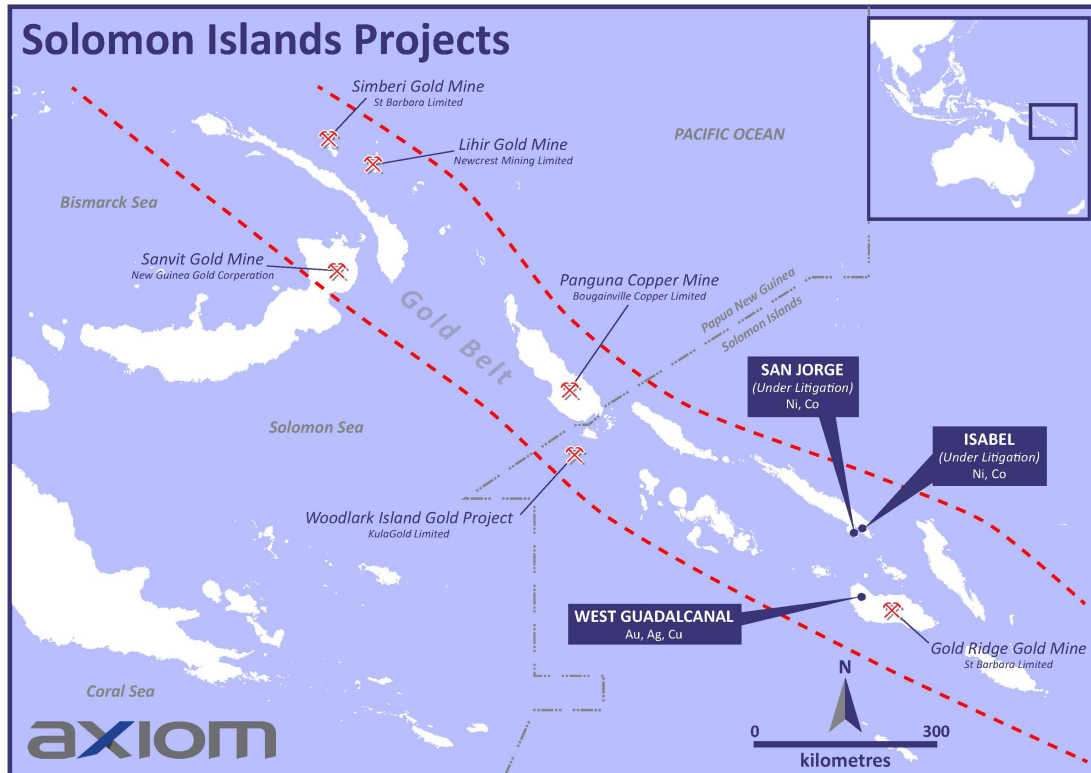 Solomon Islands Projects
Simberi Gold Mine
St Barbara Limited
Lihir Gold Mine
Newcrest Mining Limited
PACIFIC OCEAN
Bismarck Sea
Sanvit Gold Mine
New Guinea Gold Corperation
Gold Belt
Panguna Copper Mine
Bougainville Copper Limited
Papua New Guinea
Solomon Islands
SAN JORGE
(Under Litigation)
Ni, Co
ISABEL
(Under Litigation)
Ni, Co
Solomon Sea
Woodlark Island Gold Project
KulaGold Limited
WEST GUADALCANAL
Au, Ag, Cu
Gold Ridge Gold Mine
St Barbara Limited
Coral Sea
axiom
N
0 300
kilometres